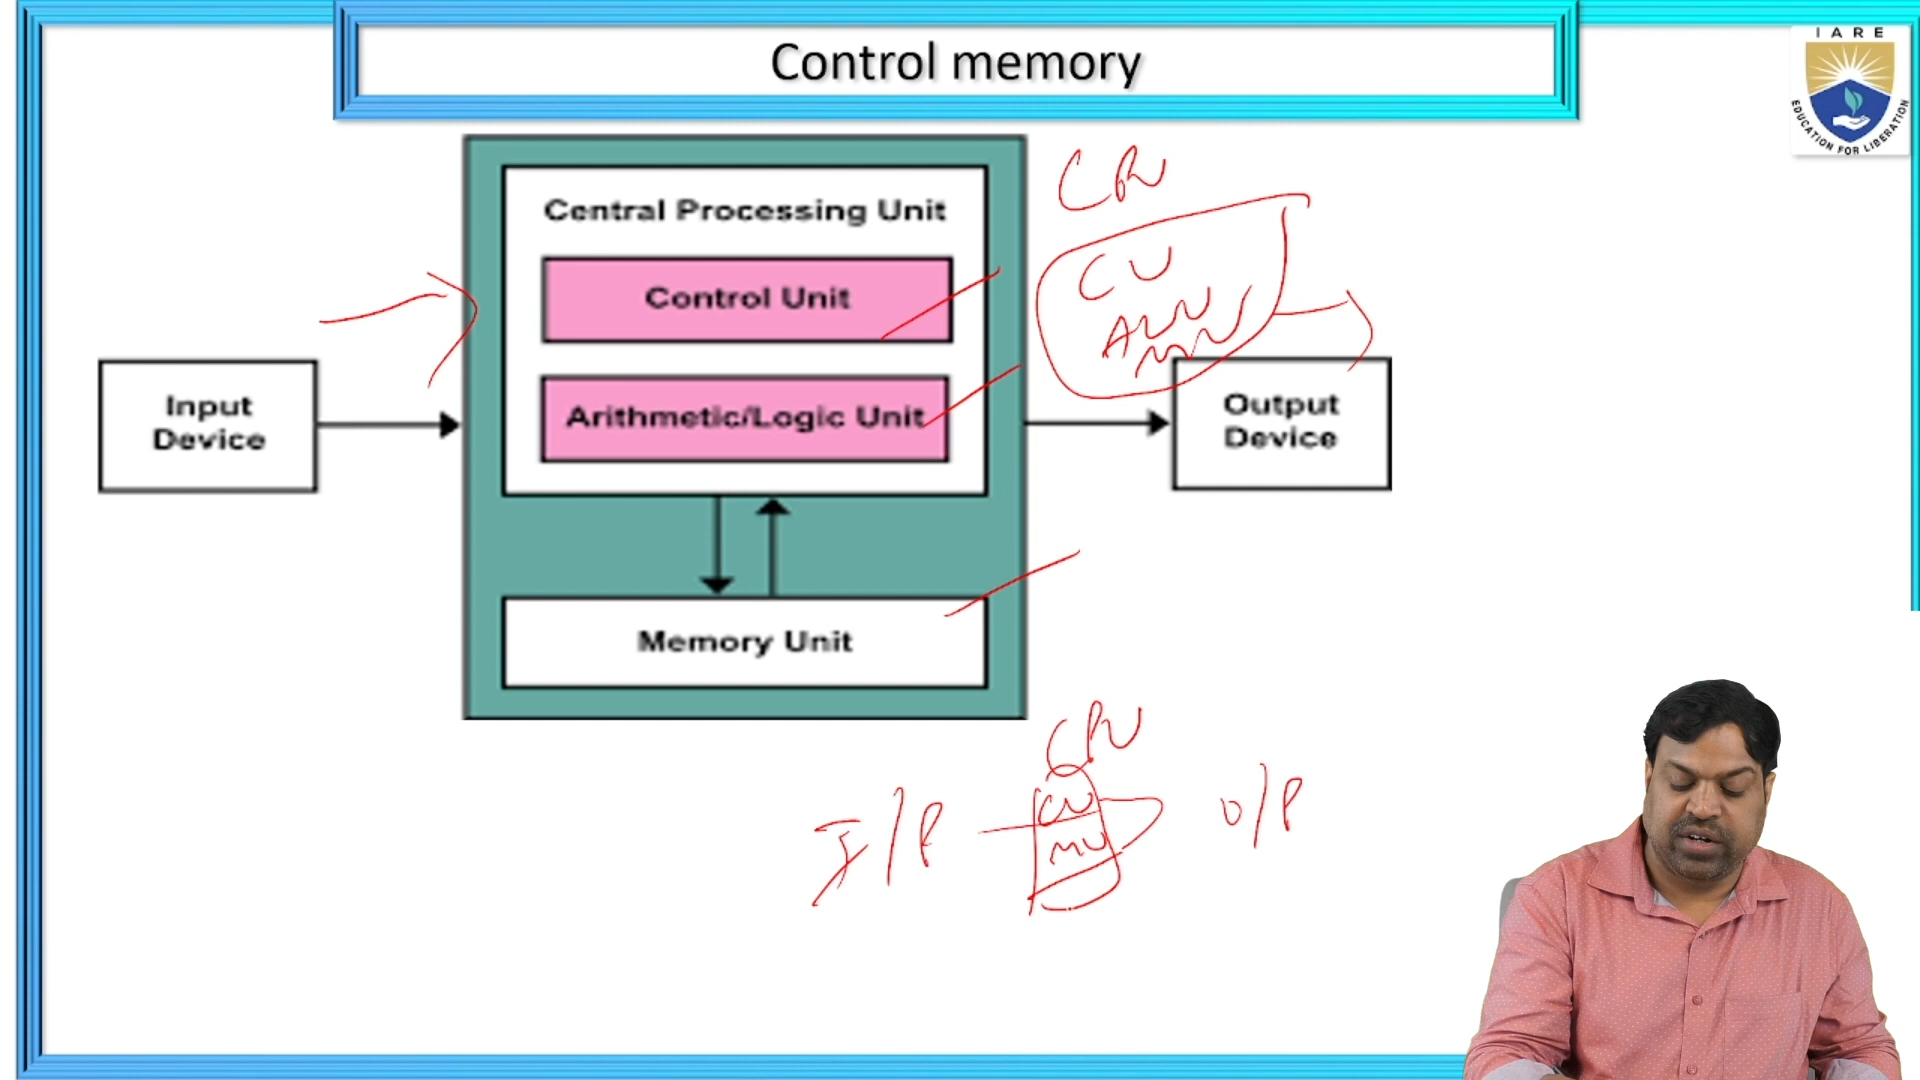 Control memory
IARE
EDUCATION FOR LIBERATION
Central Processing Unit
Control Unit
Arithmetic/Logic Unit
Memory Unit
Input
Device
Output
Device
CPU
CU
ALU
MU
CPU
I/P
CU
MU
O/P